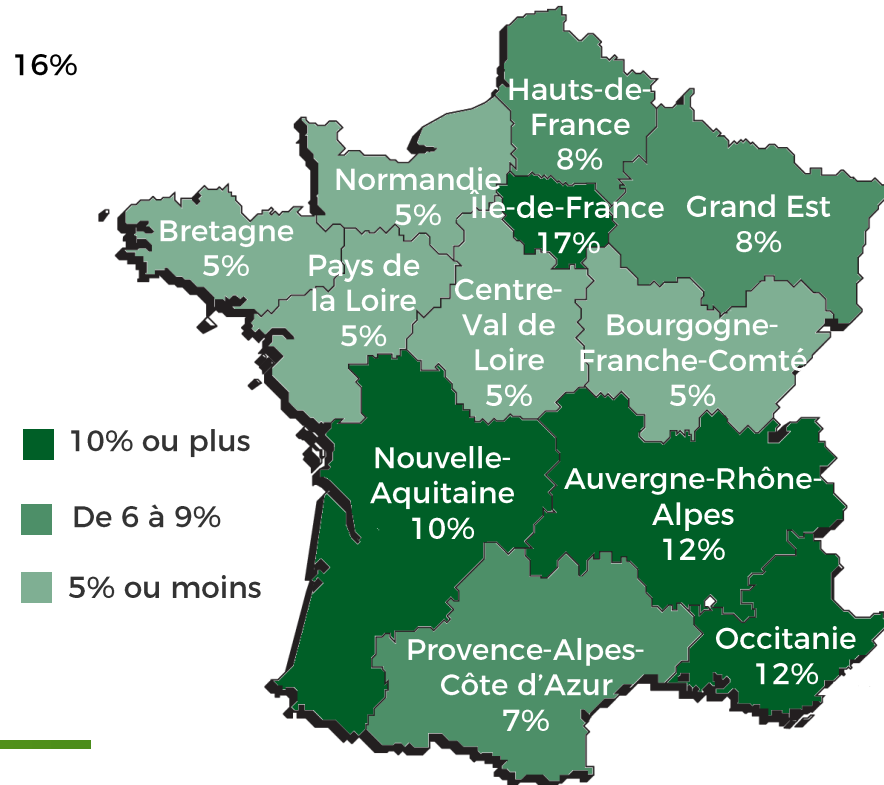 16%
Hauts-de-
France
8%
Normandie
5%
Île-de-France
17%
Grand Est
8%
Bretagne
5%
Pays de
la Loire
5%
Centre-
Val de
Loire
5%
Bourgogne-
Franche-Comté
5%
10% ou plus
De 6 à 9%
5% ou moins
Nouvelle-
Aquitaine
10%
Auvergne-Rhône-
Alpes
12%
Provence-Alpes-
Côte d’Azur
7%
Occitanie
12%